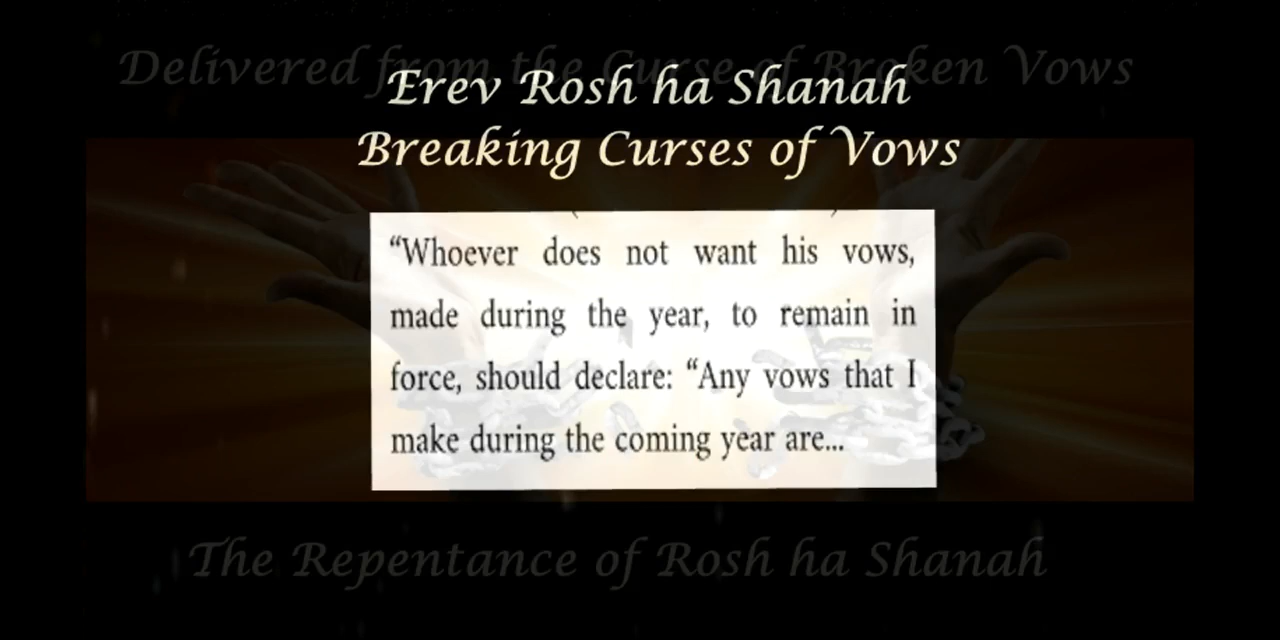 Delivered from the Curse of Broken Vows
Erev Rosh ha Shanah
Breaking Curses of Vows
“Whoever does not want his vows,
made during the year, to remain in
force, should declare: “Any vows that I
make during the coming year are...
The Repentance of Rosh ha Shanah